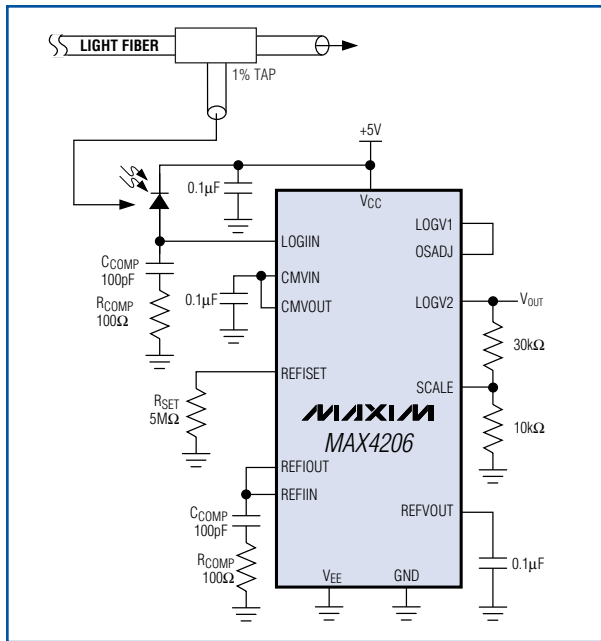 LIGHT FIBER
1% TAP
+5V
0.1µF
VCC
LOGV1
OSADJ
LOGIIN
CCOMP
100pF
CMVIN
CMVOUT
0.1µF
RCOMP
100Ω
LOGV2
VOUT
30kΩ
REFISET
SCALE
RSET
5MΩ
MAXIM
MAX4206
10kΩ
REFIOUT
REFIIN
CCOMP
100pF
REFVOUT
RCOMP
100Ω
0.1µF
VEE
GND